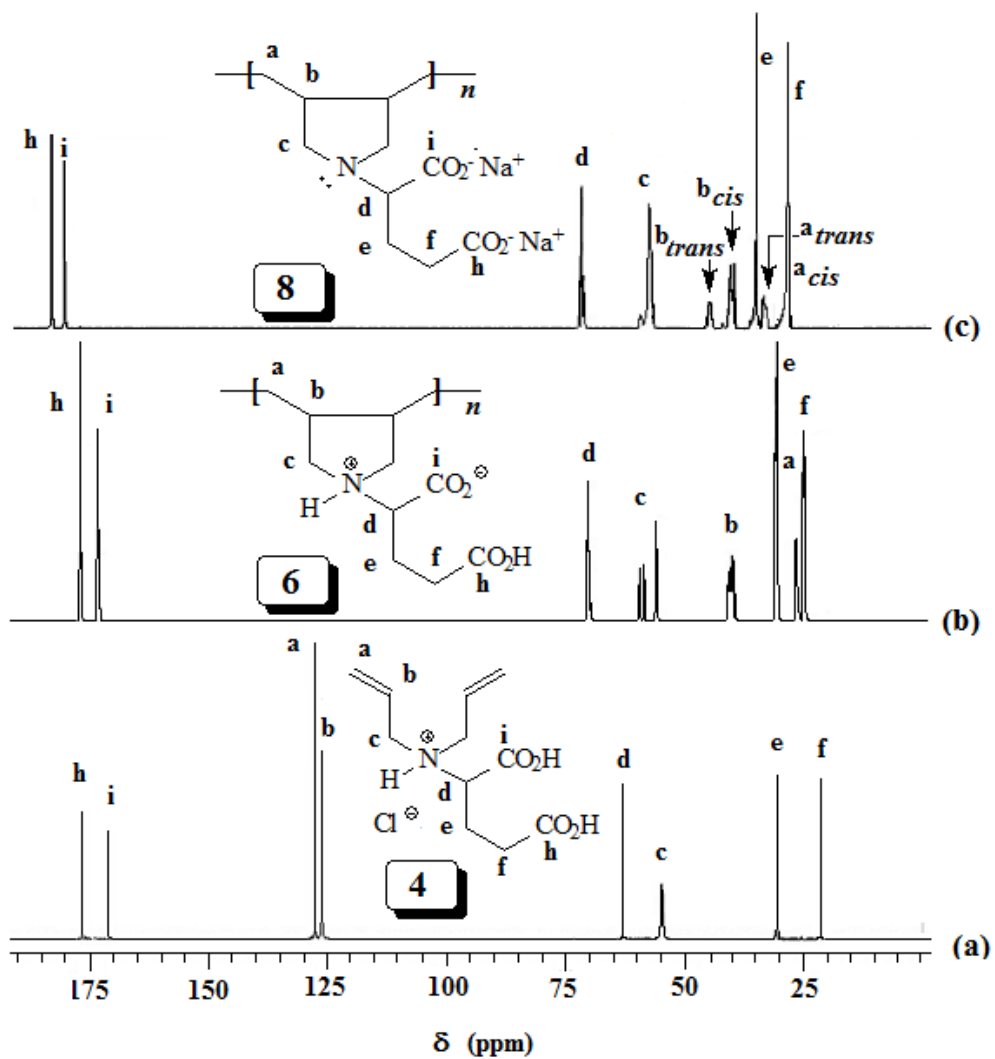 a
b
[ ] n
c
N
i
CO2- Na+
d
e
f
CO2- Na+
h
8
h
i
d
c
b trans
b cis
e
f
a trans
a cis
(c)
a
b
[ ] n
c
⊕
N
H
i
CO2 ⊖
d
e
f
CO2H
h
6
h
i
d
c
b
e
a
f
(b)
a
b
c
⊕
N
H
i
CO2H
d
Cl ⊖
e
f
CO2H
h
4
h
i
a
b
d
c
e
f
(a)
175 150 125 100 75 50 25
δ (ppm)